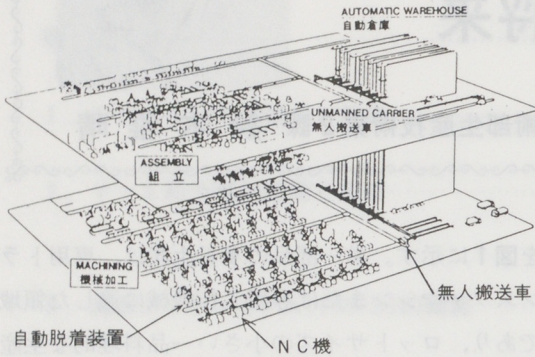 AUTOMATIC WAREHOUSE
自動倉庫
UNMANNED CARRIER
無人搬送車
ASSEMBLY
組立
MACHINING
機械加工
無人搬送車
自動脱着装置
NC機